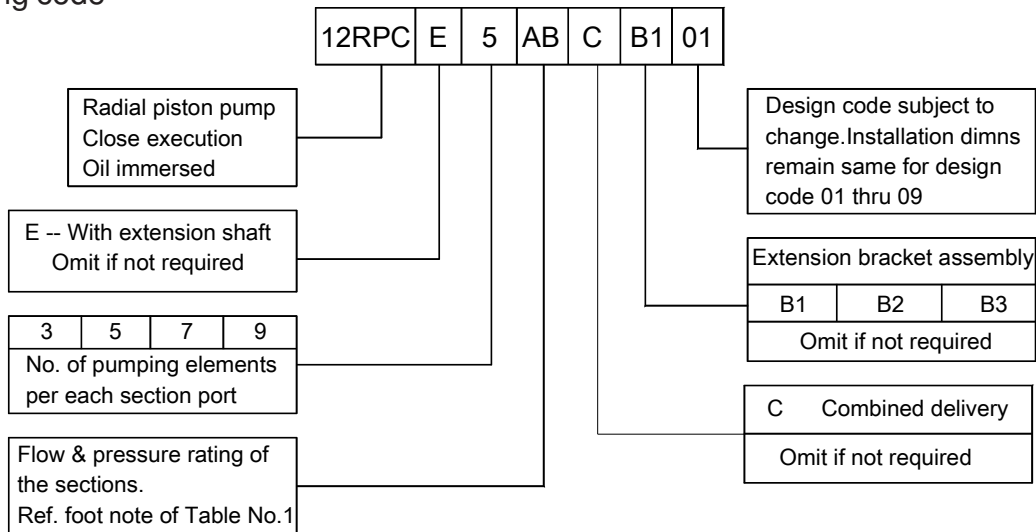 ng code
12RPC E 5 AB C B1 01
Radial piston pump
Close execution
Oil immersed
E -- With extension shaft
Omit if not required
3 5 7 9
No. of pumping elements
per each section port
Flow & pressure rating of
the sections.
Ref. foot note of Table No.1
Design code subject to
change.Installation dimns
remain same for design
code 01 thru 09
Extension bracket assembly
B1 B2 B3
Omit if not required
C Combined delivery
Omit if not required